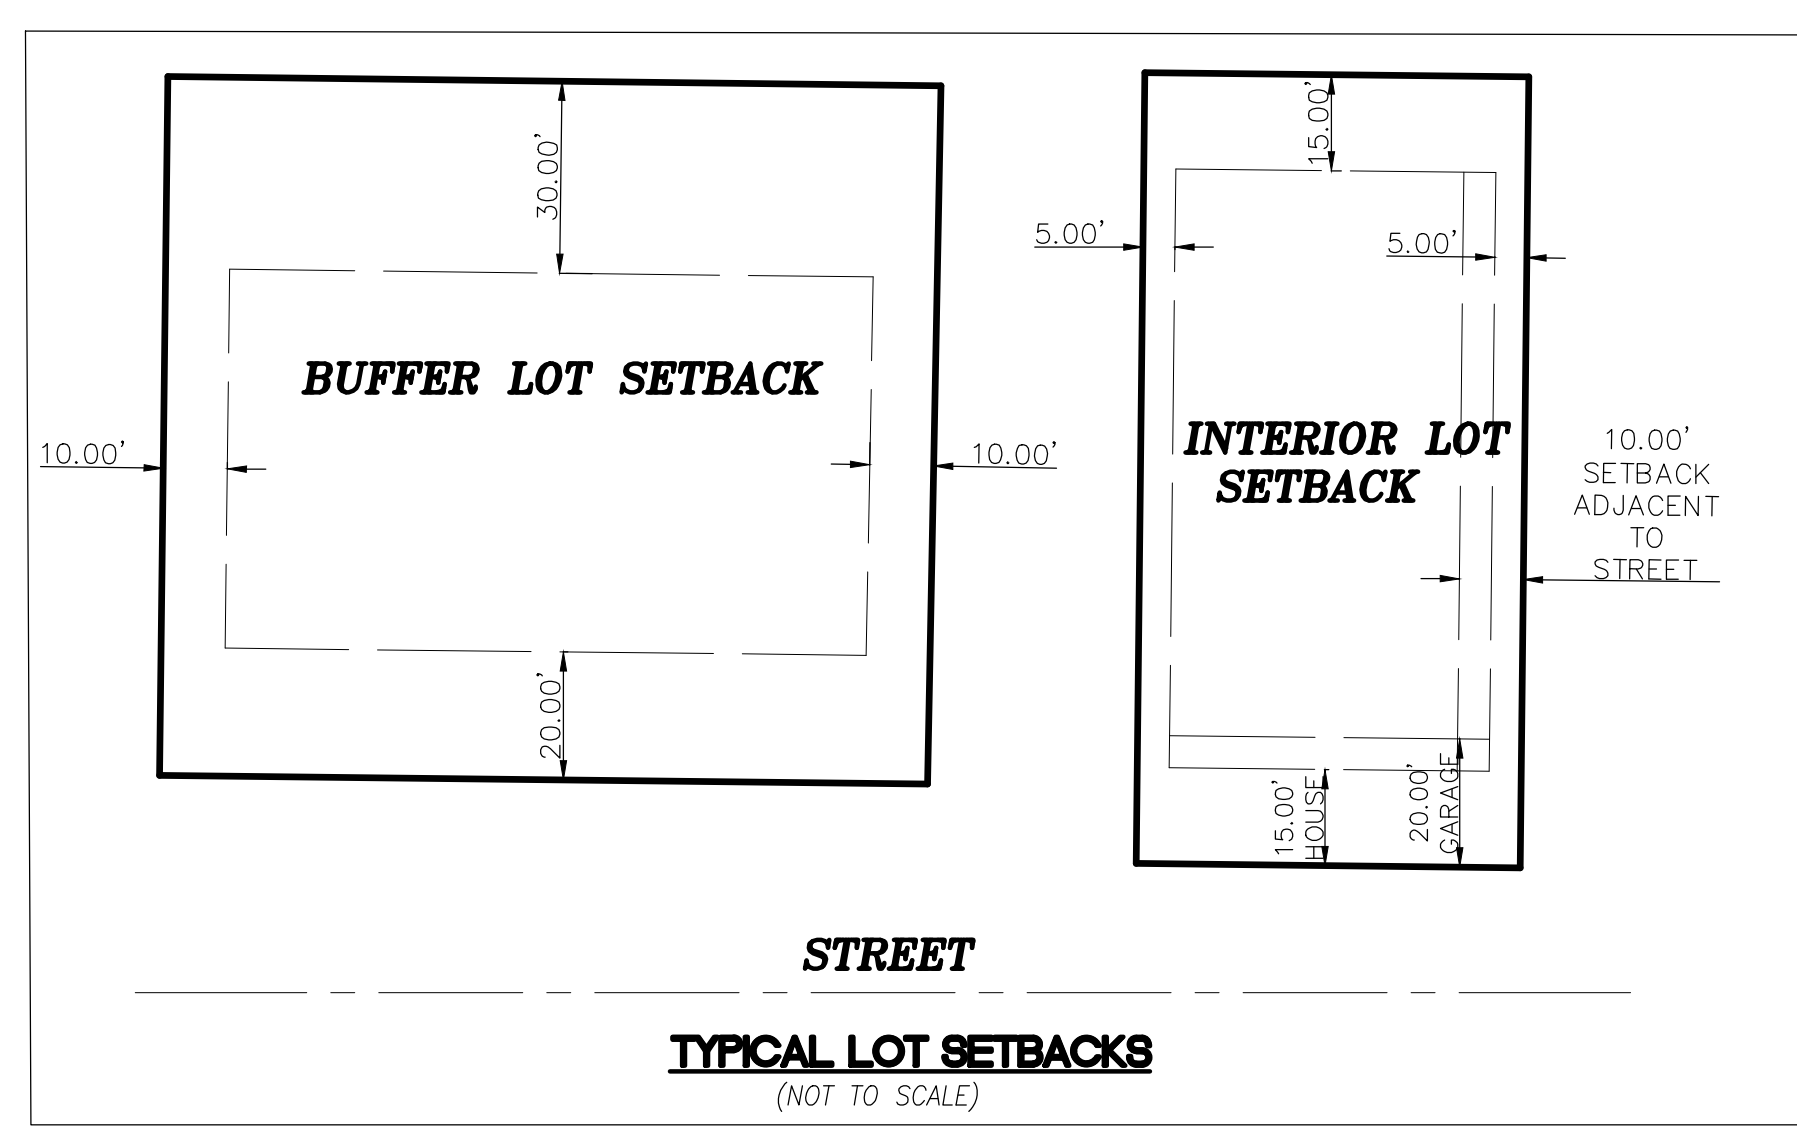 30.00'
BUFFER LOT SETBACK
10.00'
10.00'
20.00'
15.00'
5.00'
5.00'
INTERIOR LOT
SETBACK
10.00'
SETBACK
ADJACENT
TO
STREET
15.00'
HOUSE
20.00'
GARAGE
STREET
TYPICAL LOT SETBACKS
(NOT TO SCALE)